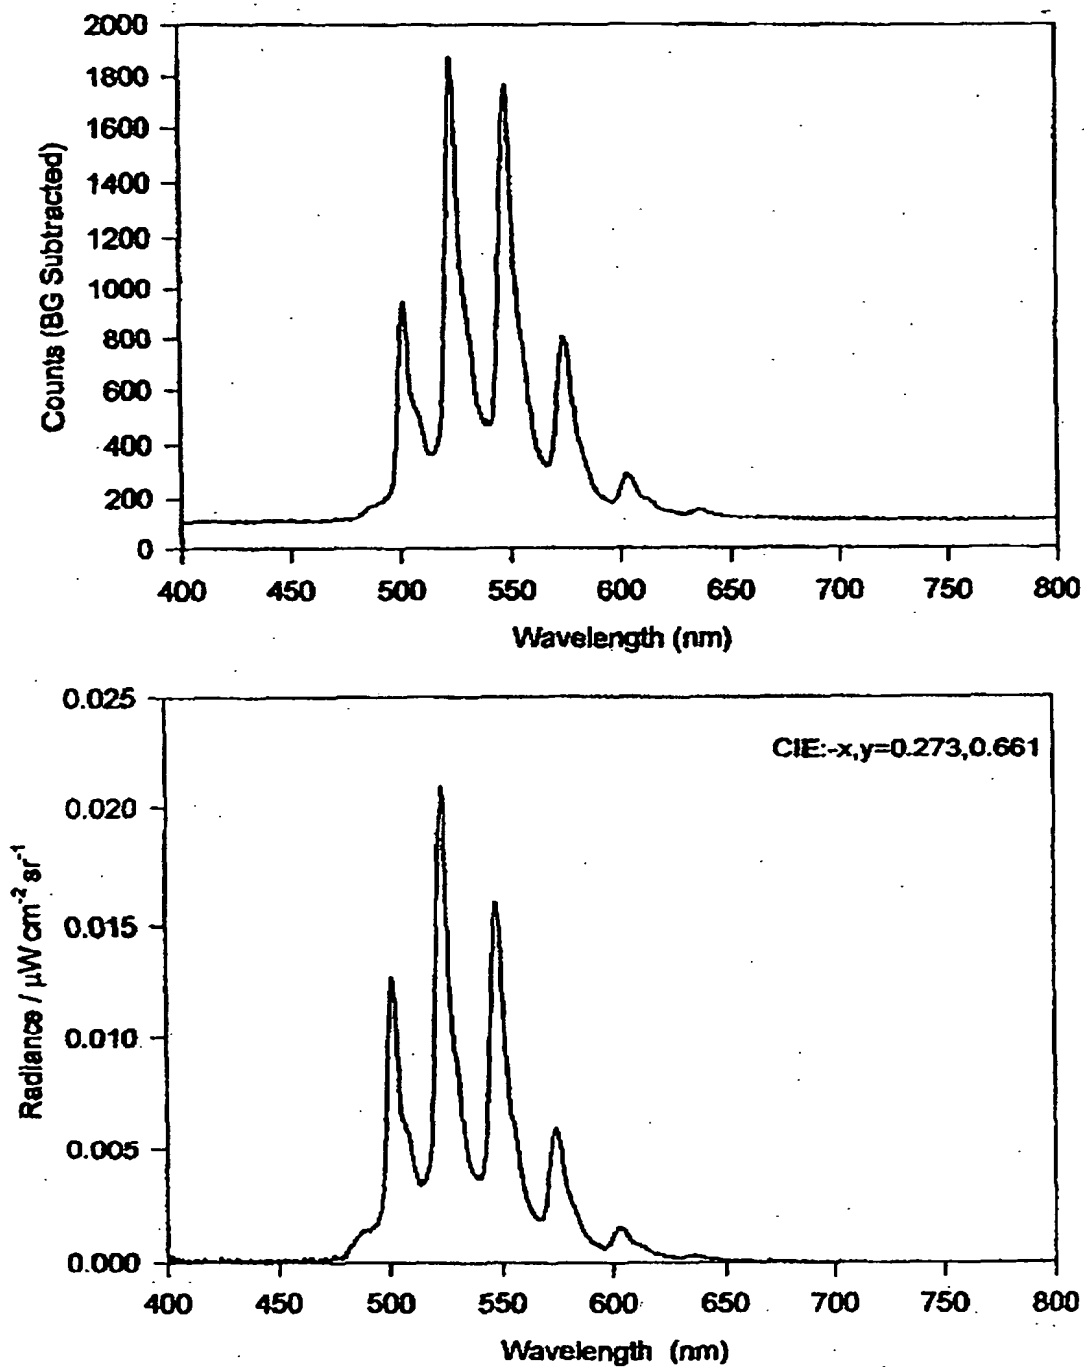 2000
1800
1600
1400
1200
1000
800
600
400
200
0
Counts (BG Subtracted)
400 450 500 550 600 650 700 750 800
Wavelength (nm)
0.025
0.020
0.015
0.010
0.005
0.000
Radiance / µW cm⁻² sr⁻¹
CIE:-x,y=0.273,0.661
400 450 500 550 600 650 700 750 800
Wavelength (nm)